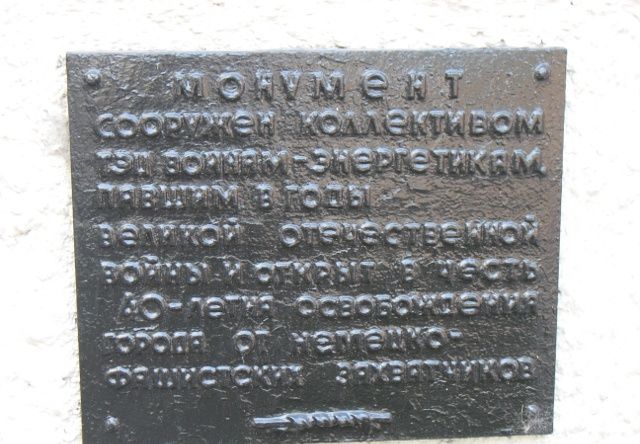 МОНУМЕНТ
СООРУЖЕН КОЛЛЕКТИВОМ
ТЭЦ ВОИНАМ-ЭНЕРГЕТИКАМ,
ПАВШИМ В ГОДЫ
ВЕЛИКОЙ ОТЕЧЕСТВЕННОЙ
ВОЙНЫ И ОТКРЫТ В ЧЕСТЬ
40-ЛЕТИЯ ОСВОБОЖДЕНИЯ
ГОРОДА ОТ НЕМЕЦКО-
ФАШИСТСКИХ ЗАХВАТЧИКОВ